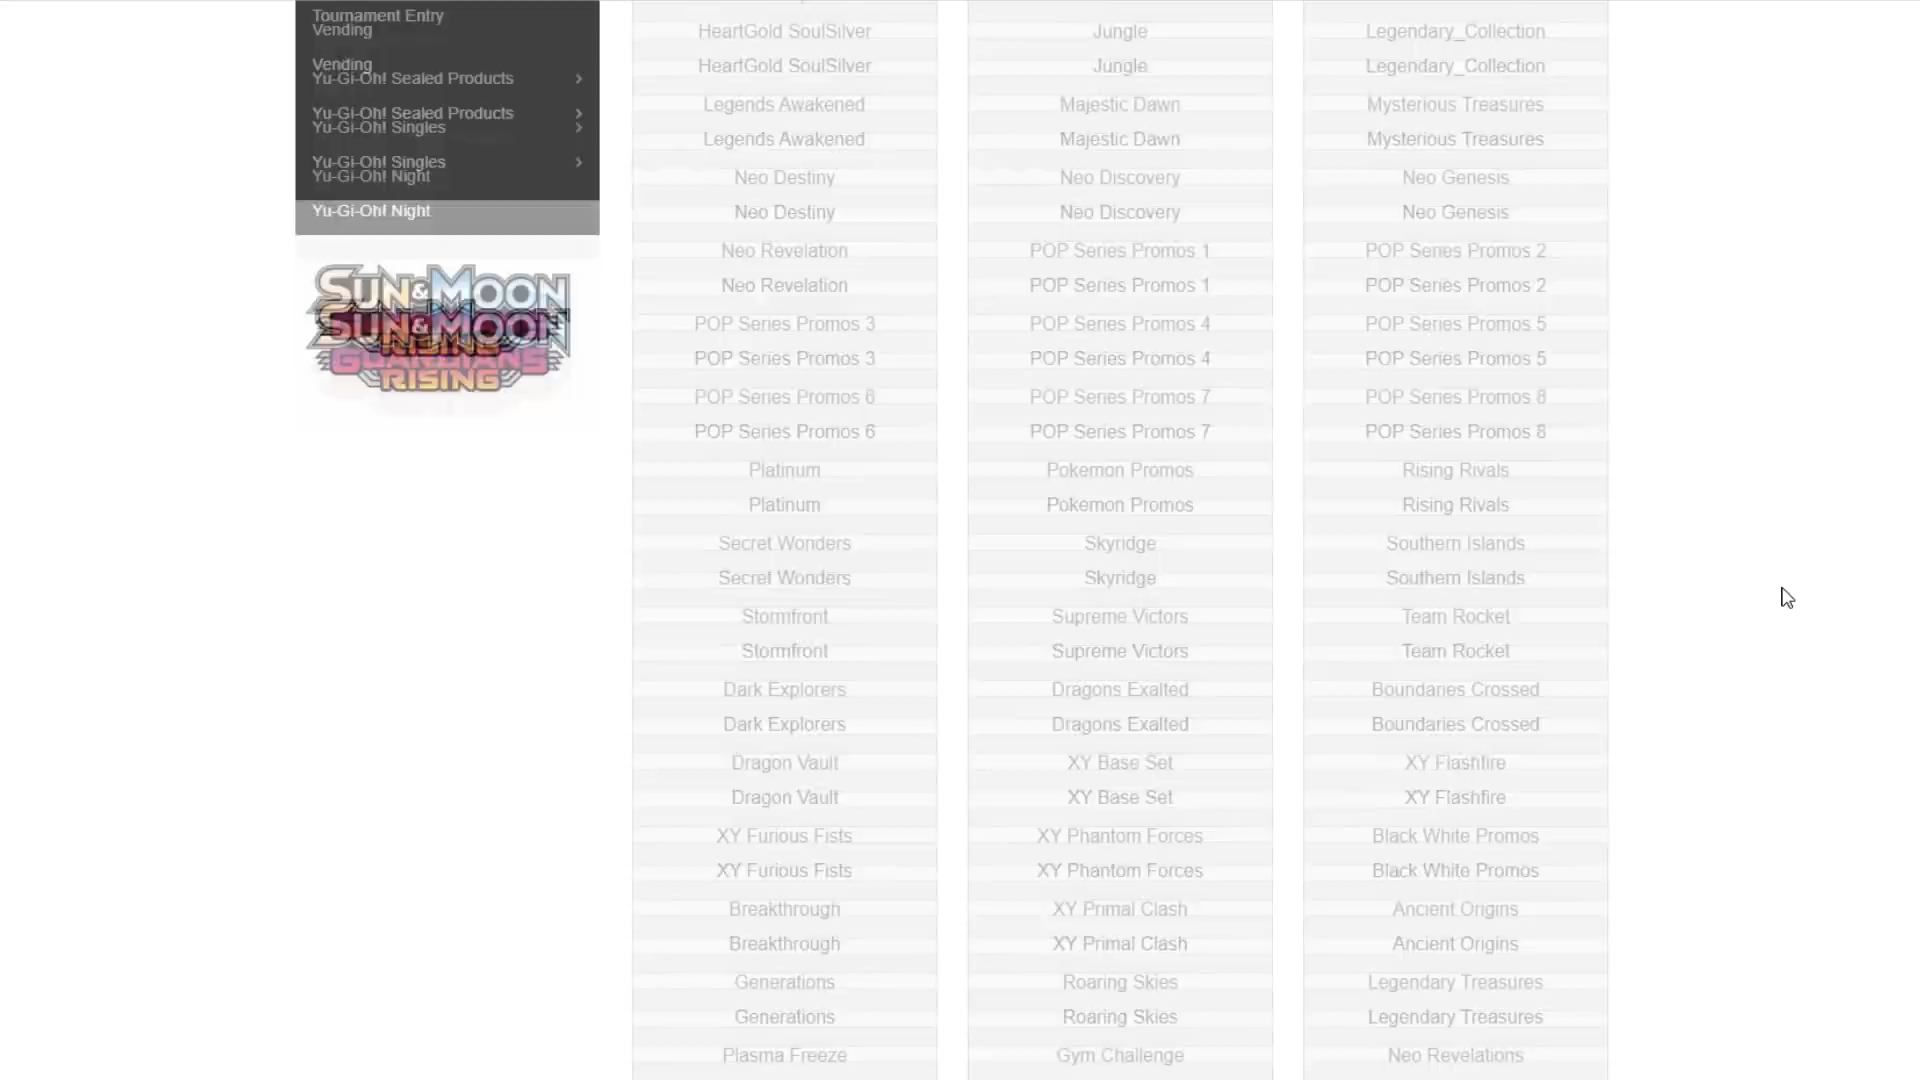 Tournament Entry
Vending
Vending
Yu-Gi-Oh! Sealed Products
Yu-Gi-Oh! Sealed Products
Yu-Gi-Oh! Singles
Yu-Gi-Oh! Singles
Yu-Gi-Oh! Night
Yu-Gi-Oh! Night
SUN & MOON
SUN & MOON
RISING
GUARDIANS
RISING
HeartGold SoulSilver Jungle Legendary_Collection
HeartGold SoulSilver Jungle Legendary_Collection
Legends Awakened Majestic Dawn Mysterious Treasures
Legends Awakened Majestic Dawn Mysterious Treasures
Neo Destiny Neo Discovery Neo Genesis
Neo Destiny Neo Discovery Neo Genesis
Neo Revelation POP Series Promos 1 POP Series Promos 2
Neo Revelation POP Series Promos 1 POP Series Promos 2
POP Series Promos 3 POP Series Promos 4 POP Series Promos 5
POP Series Promos 3 POP Series Promos 4 POP Series Promos 5
POP Series Promos 6 POP Series Promos 7 POP Series Promos 8
POP Series Promos 6 POP Series Promos 7 POP Series Promos 8
Platinum Pokemon Promos Rising Rivals
Platinum Pokemon Promos Rising Rivals
Secret Wonders Skyridge Southern Islands
Secret Wonders Skyridge Southern Islands
Stormfront Supreme Victors Team Rocket
Stormfront Supreme Victors Team Rocket
Dark Explorers Dragons Exalted Boundaries Crossed
Dark Explorers Dragons Exalted Boundaries Crossed
Dragon Vault XY Base Set XY Flashfire
Dragon Vault XY Base Set XY Flashfire
XY Furious Fists XY Phantom Forces Black White Promos
XY Furious Fists XY Phantom Forces Black White Promos
Breakthrough XY Primal Clash Ancient Origins
Breakthrough XY Primal Clash Ancient Origins
Generations Roaring Skies Legendary Treasures
Generations Roaring Skies Legendary Treasures
Plasma Freeze Gym Challenge Neo Revelations